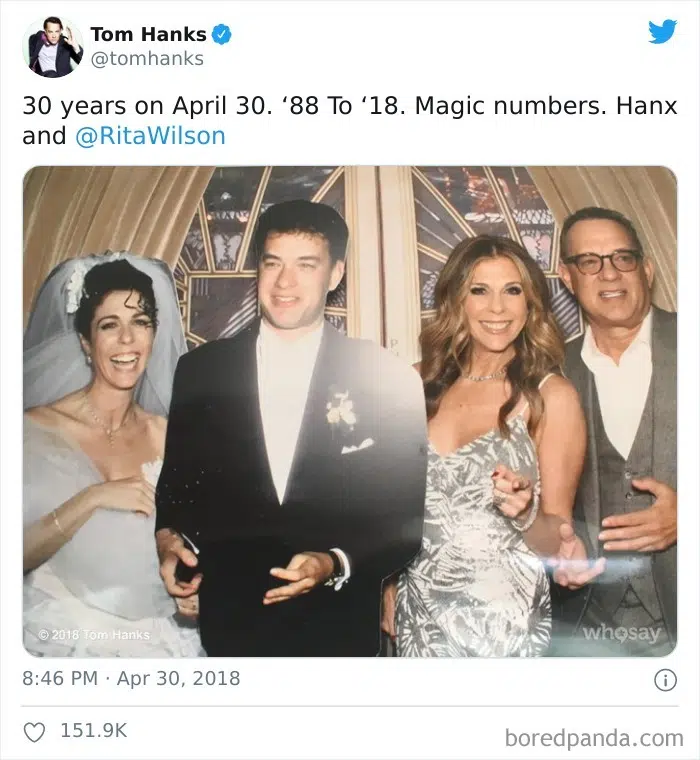 Tom Hanks
@tomhanks
30 years on April 30. ‘88 To ‘18. Magic numbers. Hanx
and @RitaWilson
© 2018 Tom Hanks
whosay
8:46 PM · Apr 30, 2018
151.9K
boredpanda.com